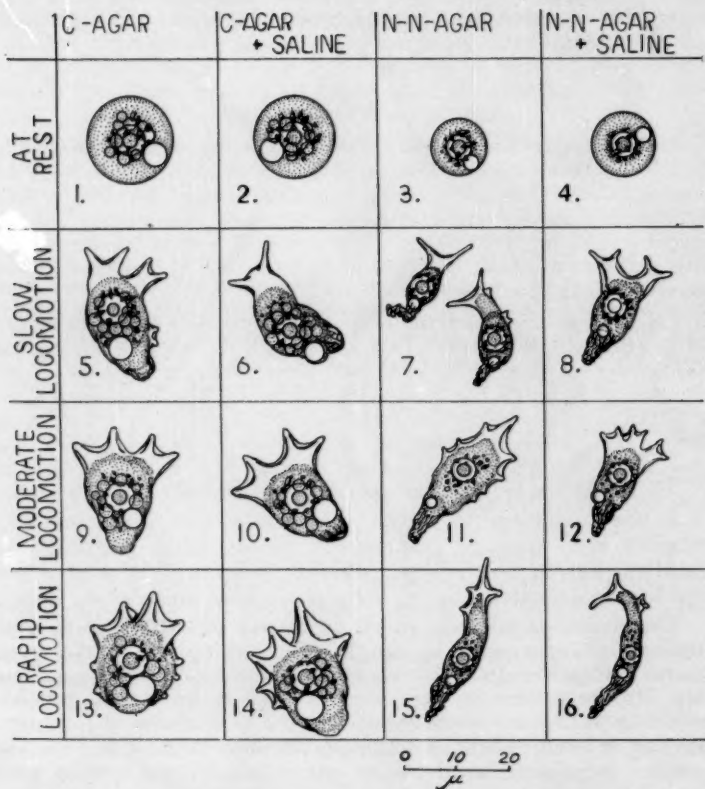 C-AGAR
C-AGAR
+ SALINE
N-N-AGAR
N-N-AGAR
+ SALINE
AT
REST
1.
2.
3.
4.
SLOW
LOCOMOTION
5.
6.
7.
8.
MODERATE
LOCOMOTION
9.
10.
11.
12.
RAPID
LOCOMOTION
13.
14.
15.
16.
0 10 20
μ